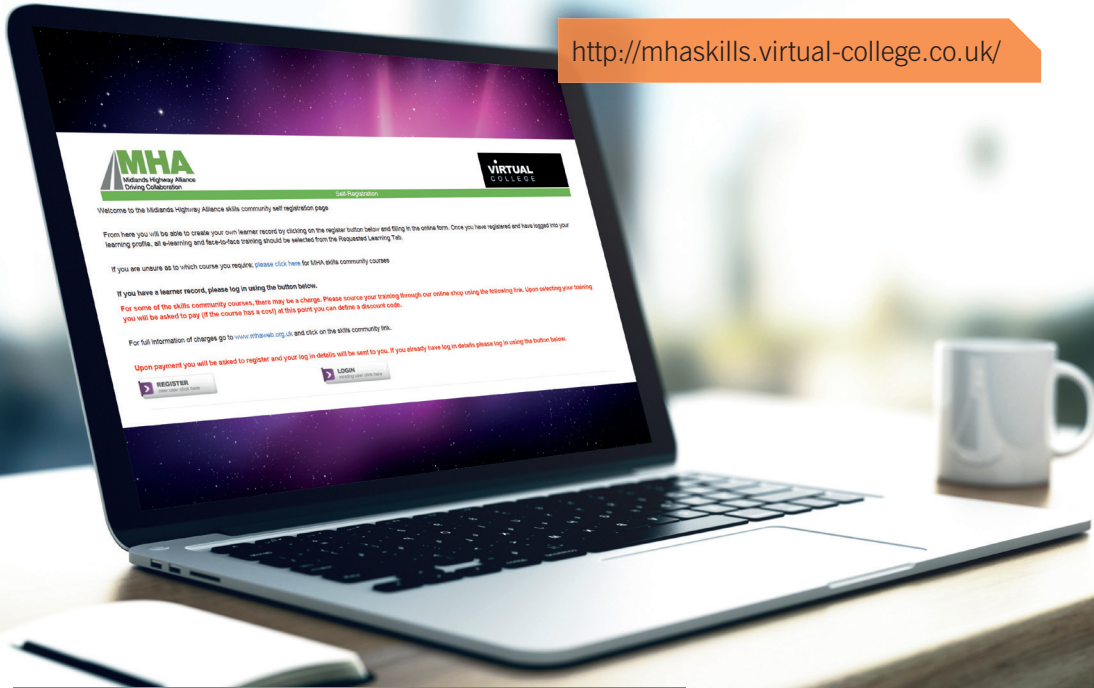 http://mhaskills.virtual-college.co.uk/
MHA
Midlands Highway Alliance
Driving Collaboration
VIRTUAL
COLLEGE
Self-Registration
Welcome to the Midlands Highway Alliance skills community self registration page
From here you will be able to create your own learner record by clicking on the register button below and filling in the online form. Once you have registered and have logged into your
learning profile, all e-learning and face-to-face training should be selected from the Requested Learning Tab.
If you are unsure as to which course you require; please click here for MHA skills community courses
If you have a learner record, please log in using the button below.
For some of the skills community courses, there may be a charge. Please source your training through our online shop using the following link. Upon selecting your training
you will be asked to pay (if the course has a cost) at this point you can define a discount code.
For full information of charges go to www.mhaweb.org.uk and click on the skills community link.
Upon payment you will be asked to register and your log in details will be sent to you. If you already have log in details please log in using the button below.
REGISTER
new user click here
LOGIN
existing user click here